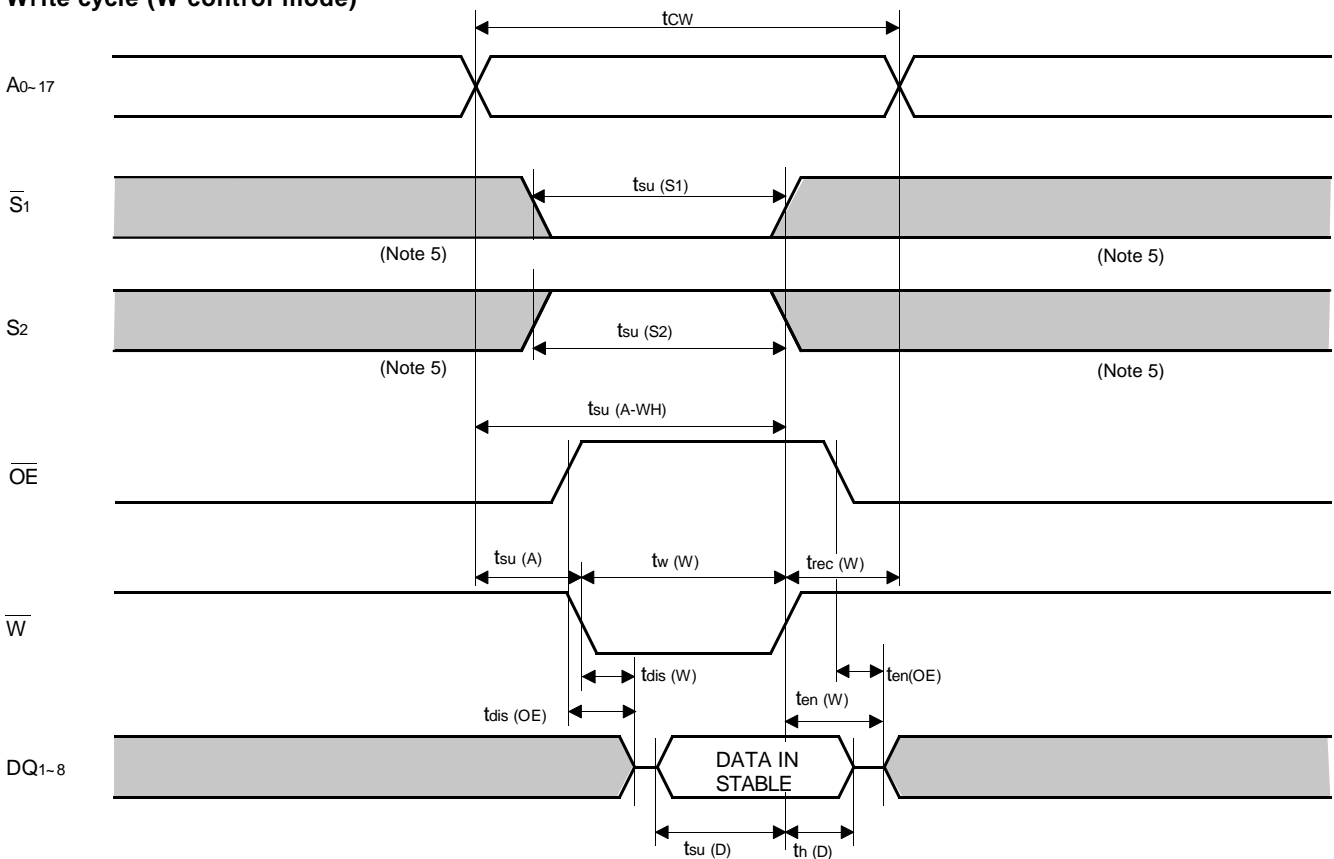 Write cycle (W control mode)
tCW
A0~17
tsu (S1)
S1
(Note 5)
(Note 5)
S2
tsu (S2)
(Note 5)
(Note 5)
tsu (A-WH)
OE
tsu (A)
tw (W)
trec (W)
W
tdis (W)
ten(OE)
tdis (OE)
ten (W)
DQ1~8
DATA IN
STABLE
tsu (D)
th (D)